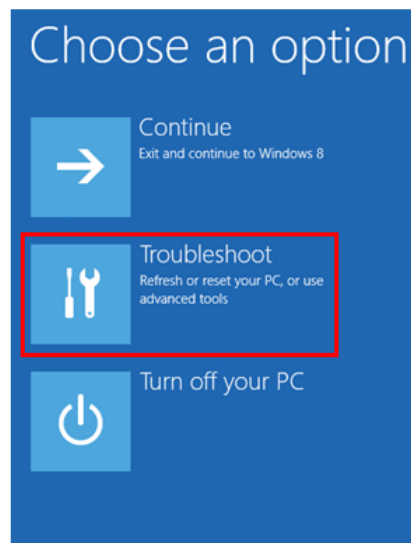 Choose an option
Continue
Exit and continue to Windows 8
Troubleshoot
Refresh or reset your PC, or use
advanced tools
Turn off your PC